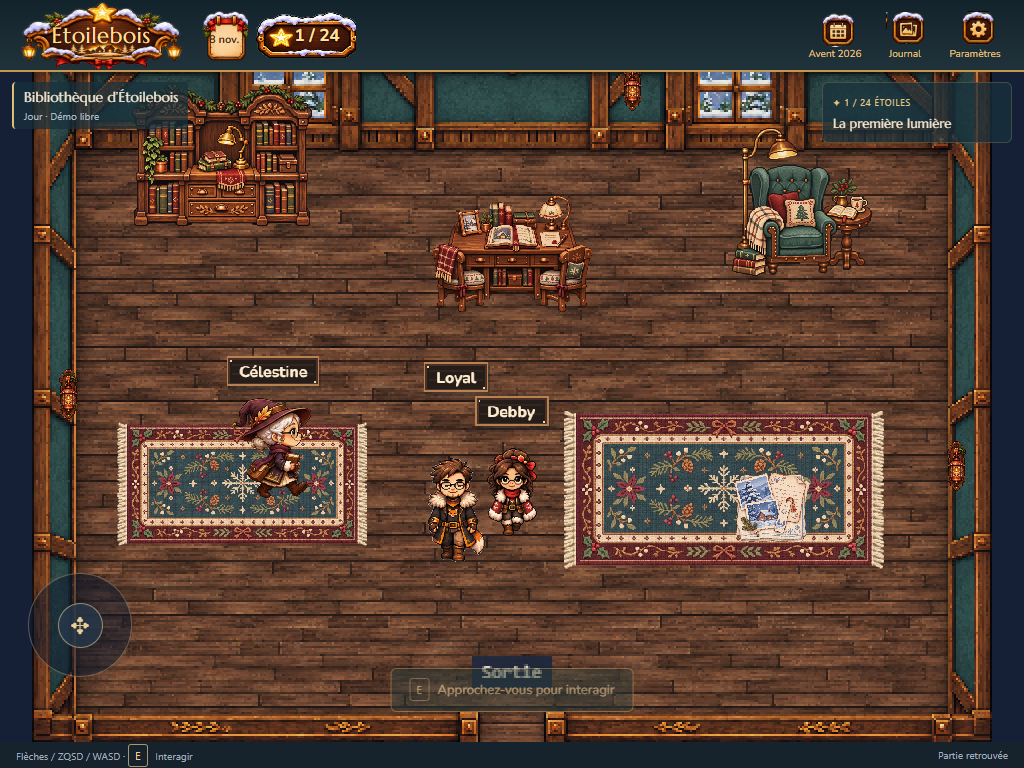 Étoilebois
8 nov.
1 / 24
Avent 2026
Journal
Paramètres
Bibliothèque d'Étoilebois
Jour · Démo libre
✦ 1 / 24 ÉTOILES
La première lumière
Célestine
Loyal
Debby
Sortie
E Approchez-vous pour interagir
Flèches / ZQSD / WASD · E Interagir
Partie retrouvée